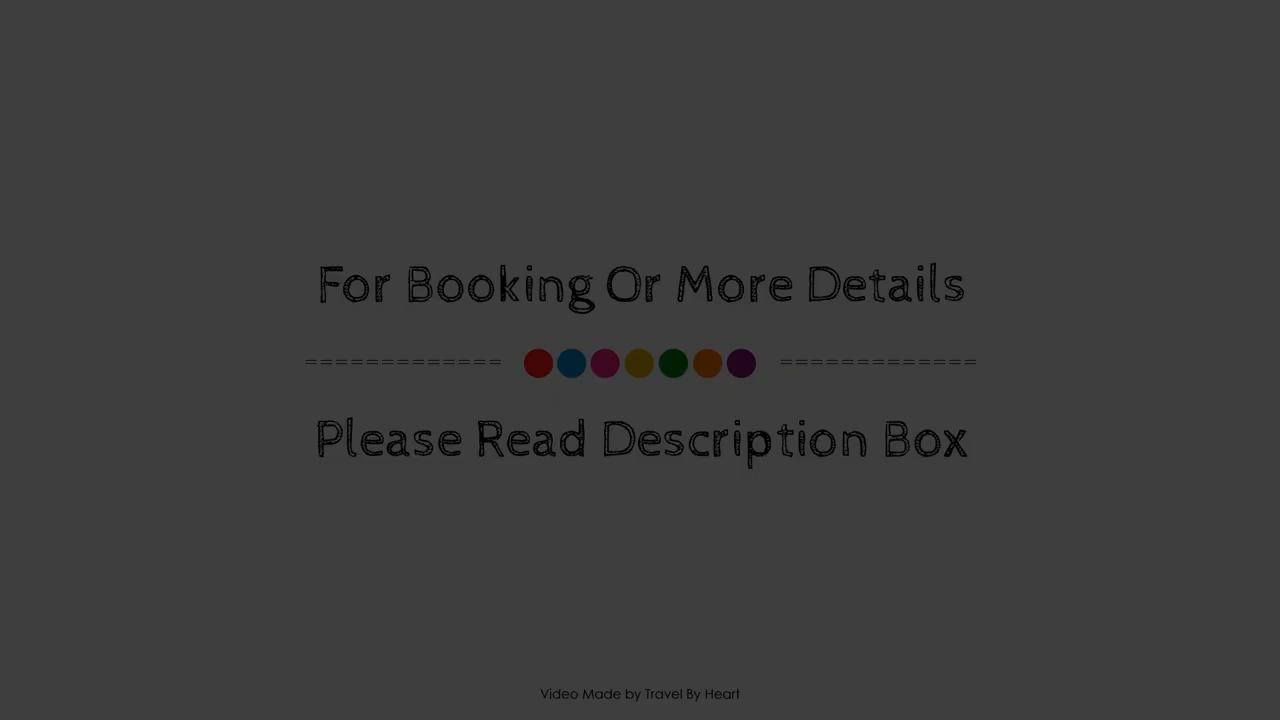 For Booking Or More Details
============= =============
Please Read Description Box
Video Made by Travel By Heart